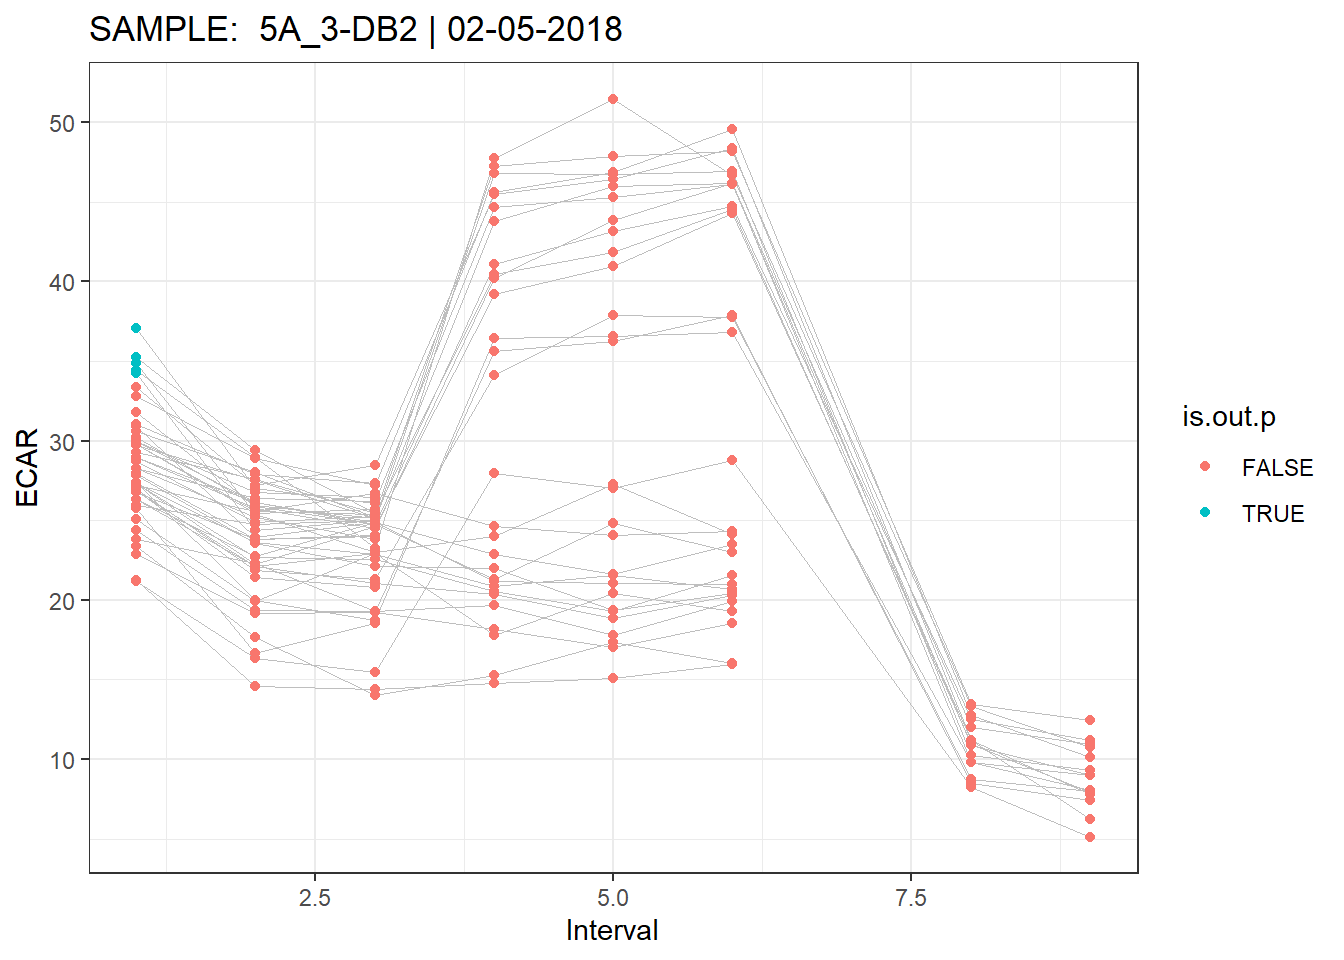 SAMPLE:  5A_3-DB2 | 02-05-2018
50
40
30
20
10
ECAR
2.5
5.0
7.5
Interval
is.out.p
FALSE
TRUE